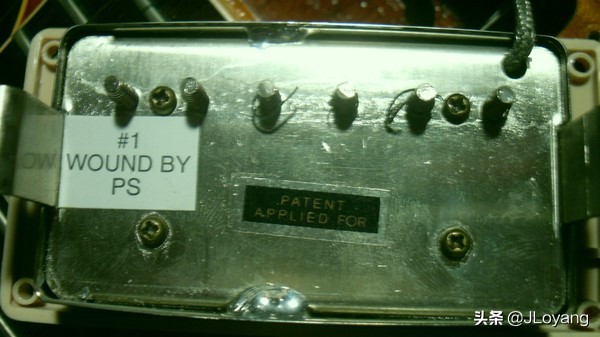 #1
WOUND BY
PS
PATENT
APPLIED FOR
头条 @JLoyang